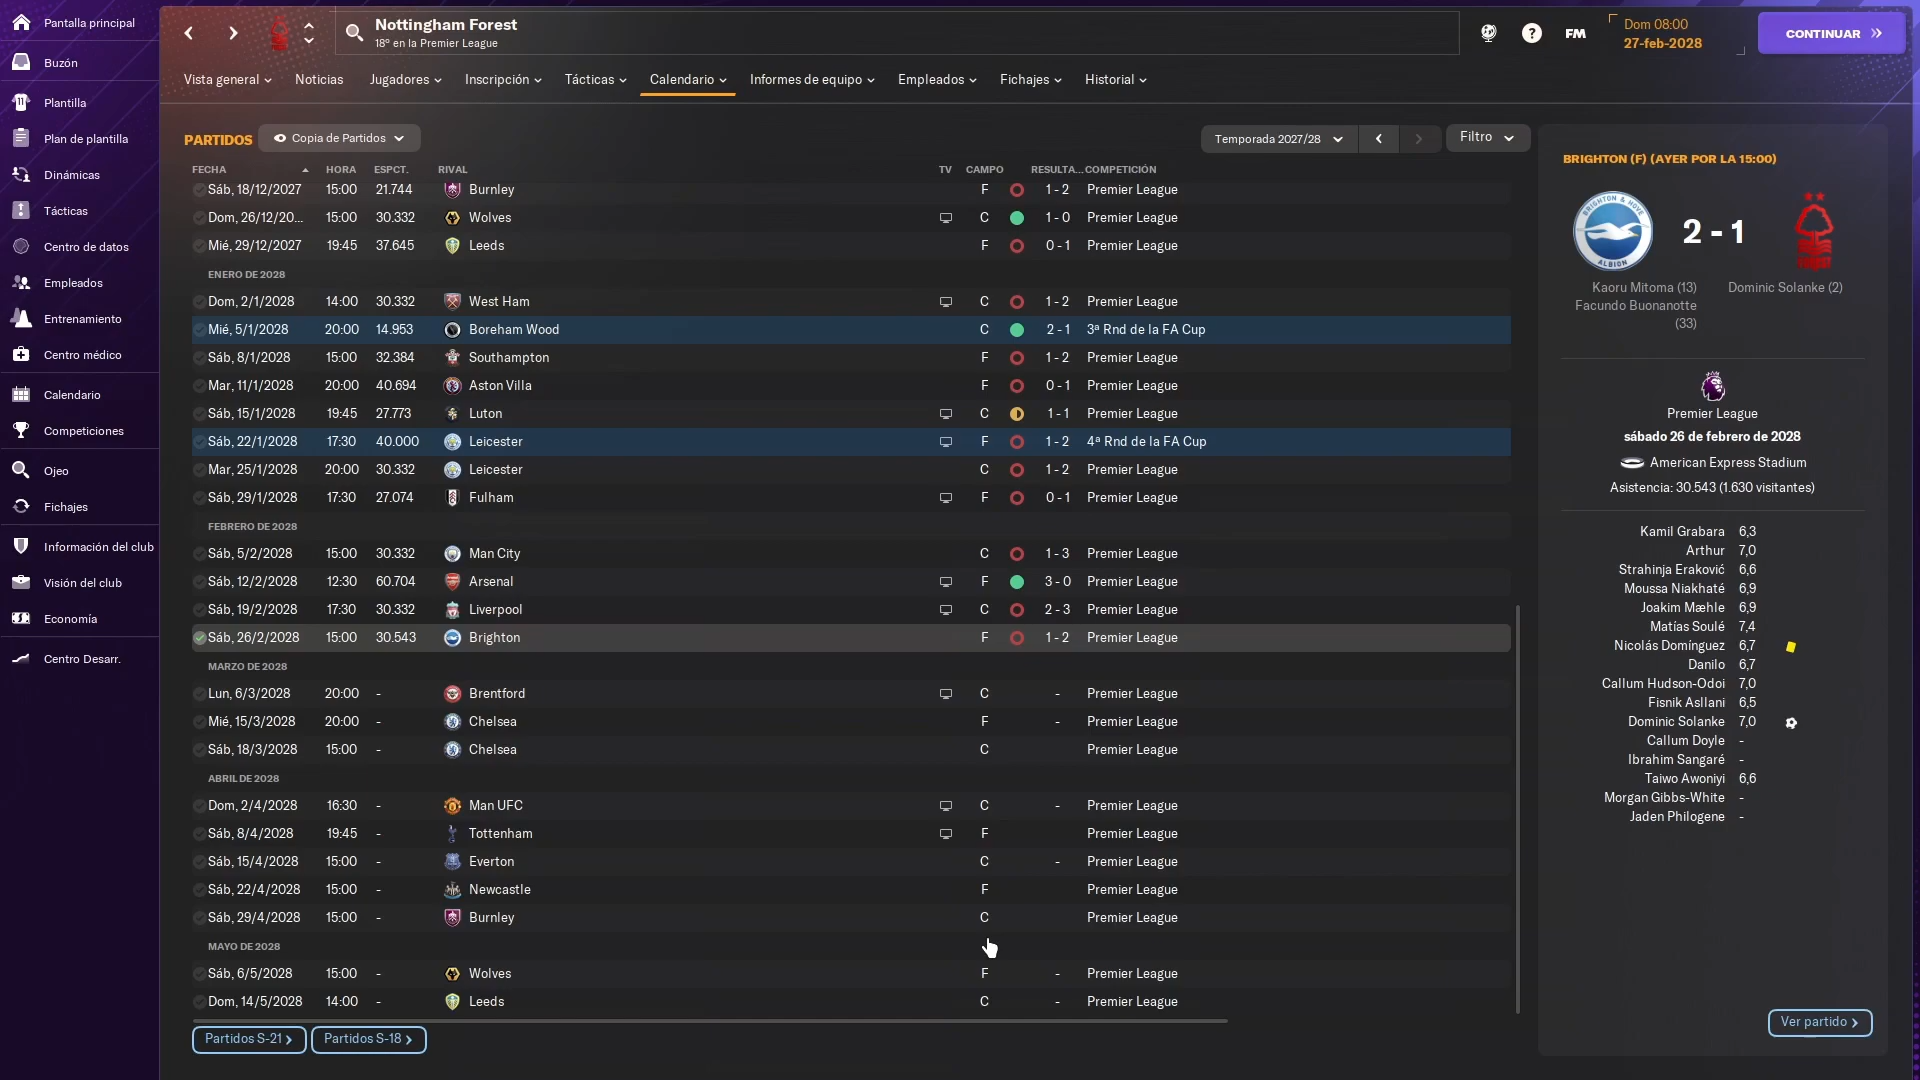 Pantalla principal
Buzón
Plantilla
Plan de plantilla
Dinámicas
Tácticas
Centro de datos
Empleados
Entrenamiento
Centro médico
Calendario
Competiciones
Ojeo
Fichajes
Información del club
Visión del club
Economía
Centro Desarr.
Nottingham Forest
18º en la Premier League
FM
Dom 08:00
27-feb-2028
CONTINUAR
Vista general Noticias Jugadores Inscripción Tácticas Calendario Informes de equipo Empleados Fichajes Historial
PARTIDOS Copia de Partidos Temporada 2027/28 Filtro
FECHA HORA ESPCT. RIVAL TV CAMPO RESULTA... COMPETICIÓN
Sáb, 18/12/2027 15:00 21.744 Burnley F 1 - 2 Premier League
Dom, 26/12/20... 15:00 30.332 Wolves C 1 - 0 Premier League
Mié, 29/12/2027 19:45 37.645 Leeds F 0 - 1 Premier League
ENERO DE 2028
Dom, 2/1/2028 14:00 30.332 West Ham C 1 - 2 Premier League
Mié, 5/1/2028 20:00 14.953 Boreham Wood C 2 - 1 3ª Rnd de la FA Cup
Sáb, 8/1/2028 15:00 32.384 Southampton F 1 - 2 Premier League
Mar, 11/1/2028 20:00 40.694 Aston Villa F 0 - 1 Premier League
Sáb, 15/1/2028 19:45 27.773 Luton C 1 - 1 Premier League
Sáb, 22/1/2028 17:30 40.000 Leicester F 1 - 2 4ª Rnd de la FA Cup
Mar, 25/1/2028 20:00 30.332 Leicester C 1 - 2 Premier League
Sáb, 29/1/2028 17:30 27.074 Fulham F 0 - 1 Premier League
FEBRERO DE 2028
Sáb, 5/2/2028 15:00 30.332 Man City C 1 - 3 Premier League
Sáb, 12/2/2028 12:30 60.704 Arsenal F 3 - 0 Premier League
Sáb, 19/2/2028 17:30 30.332 Liverpool C 2 - 3 Premier League
Sáb, 26/2/2028 15:00 30.543 Brighton F 1 - 2 Premier League
MARZO DE 2028
Lun, 6/3/2028 20:00 - Brentford C - Premier League
Mié, 15/3/2028 20:00 - Chelsea F - Premier League
Sáb, 18/3/2028 15:00 - Chelsea C Premier League
ABRIL DE 2028
Dom, 2/4/2028 16:30 - Man UFC C - Premier League
Sáb, 8/4/2028 19:45 - Tottenham F Premier League
Sáb, 15/4/2028 15:00 - Everton C - Premier League
Sáb, 22/4/2028 15:00 - Newcastle F Premier League
Sáb, 29/4/2028 15:00 - Burnley C Premier League
MAYO DE 2028
Sáb, 6/5/2028 15:00 - Wolves F - Premier League
Dom, 14/5/2028 14:00 - Leeds C - Premier League
Partidos S-21 Partidos S-18
BRIGHTON (F) (AYER POR LA 15:00)
BRIGHTON & HOVE ALBION
2 - 1
FOREST
Kaoru Mitoma (13) Dominic Solanke (2)
Facundo Buonanotte
(33)
Premier League
sábado 26 de febrero de 2028
American Express Stadium
Asistencia: 30.543 (1.630 visitantes)
Kamil Grabara 6,3
Arthur 7,0
Strahinja Eraković 6,6
Moussa Niakhaté 6,9
Joakim Mæhle 6,9
Matías Soulé 7,4
Nicolás Domínguez 6,7
Danilo 6,7
Callum Hudson-Odoi 7,0
Fisnik Asllani 6,5
Dominic Solanke 7,0
Callum Doyle -
Ibrahim Sangaré -
Taiwo Awoniyi 6,6
Morgan Gibbs-White -
Jaden Philogene -
Ver partido